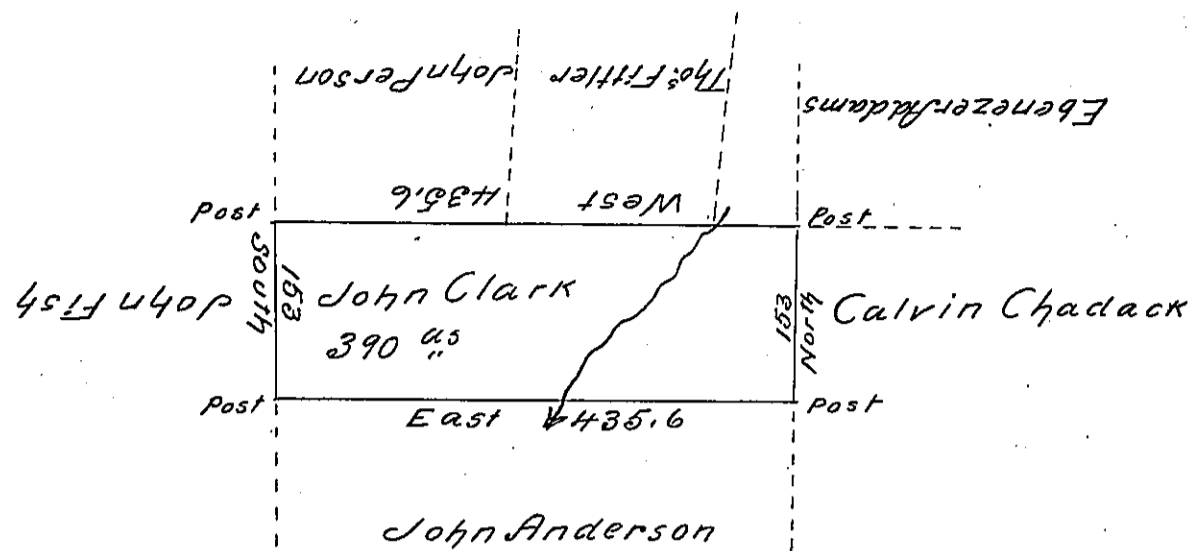 John Person
Thoˢ. Fittler
Ebenezer Addams
435.6
West
Post
Post
John Fish
South
153
John Clark
390 as
153
North
Calvin Chadack
Post
East
435.6
Post
John Anderson